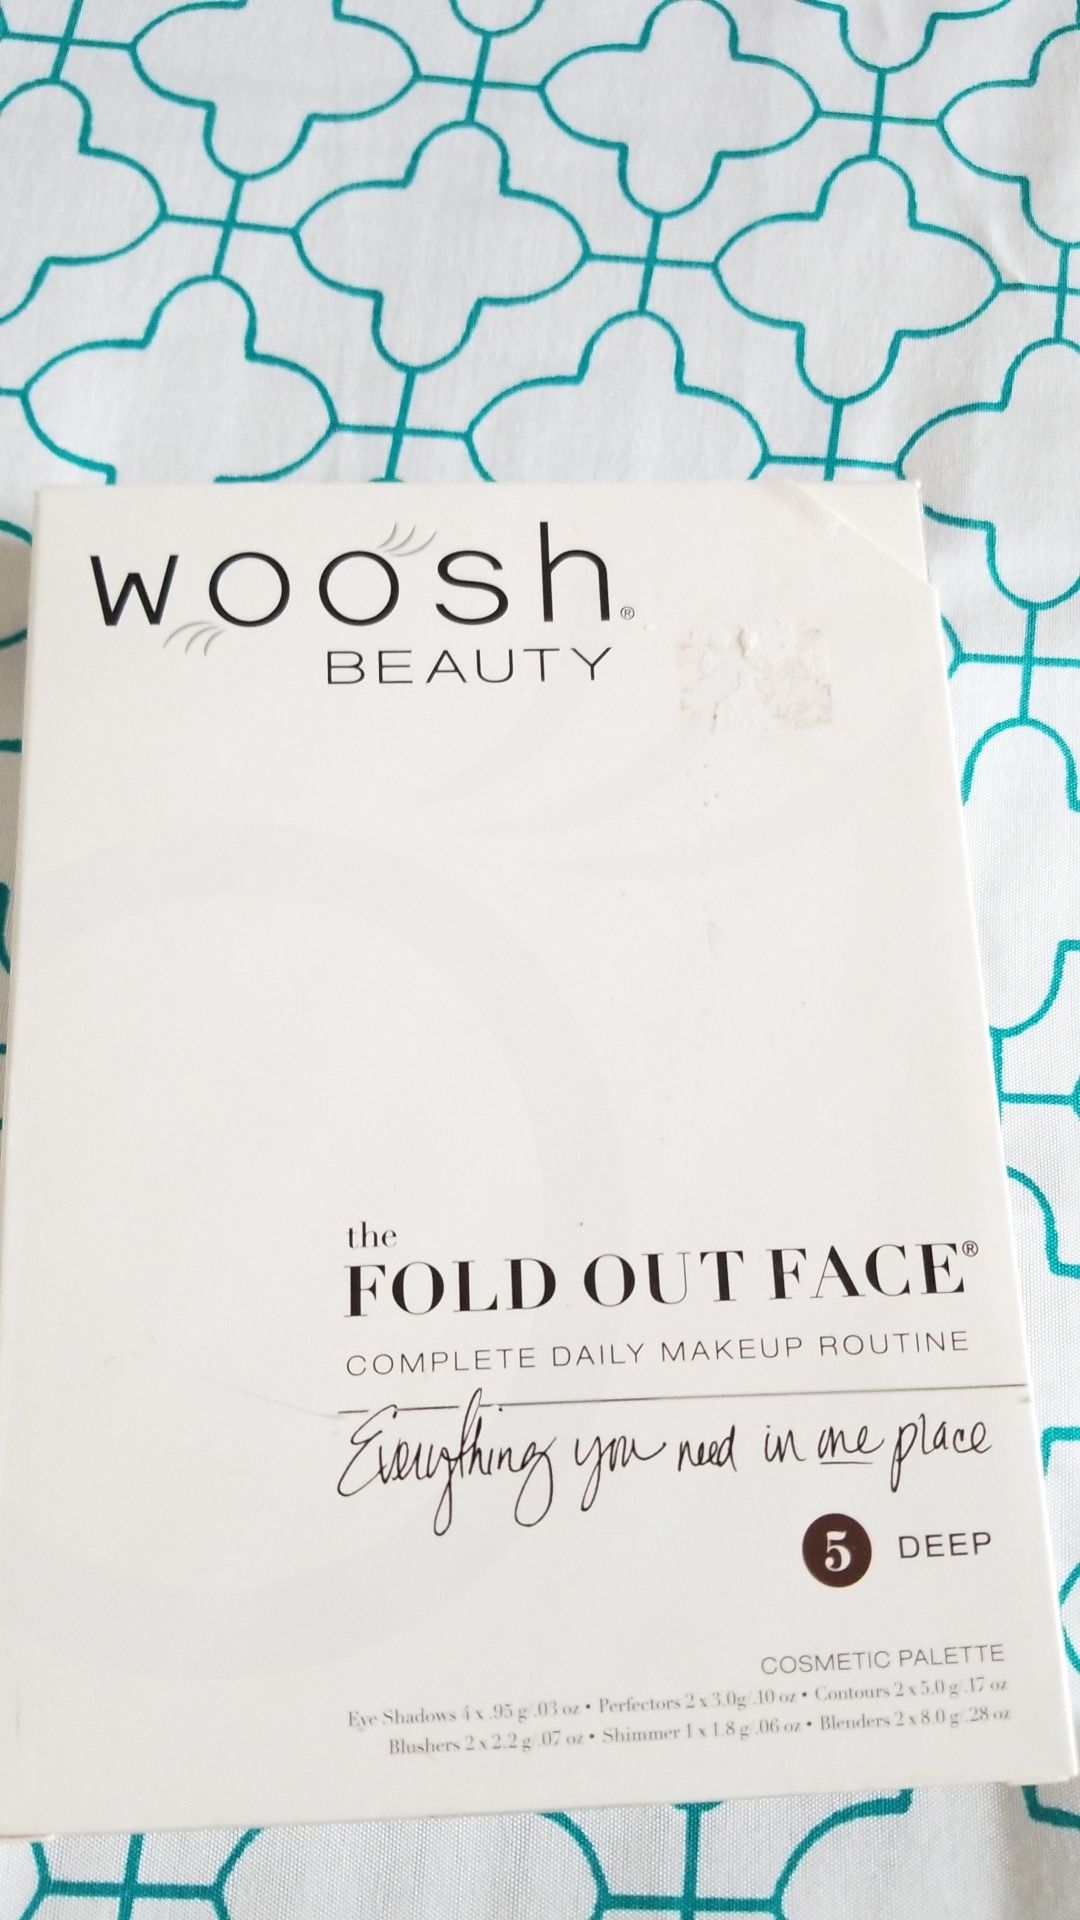 woosh®
BEAUTY
the
FOLD OUT FACE®
COMPLETE DAILY MAKEUP ROUTINE
Everything you need in one place
5 DEEP
COSMETIC PALETTE
Eye Shadows 4 x .95 g/.03 oz • Perfectors 2 x 3.0g/.10 oz • Contours 2 x 5.0 g/.17 oz
Blushers 2 x 2.2 g/.07 oz • Shimmer 1 x 1.8 g/.06 oz • Blenders 2 x 8.0 g/.28 oz